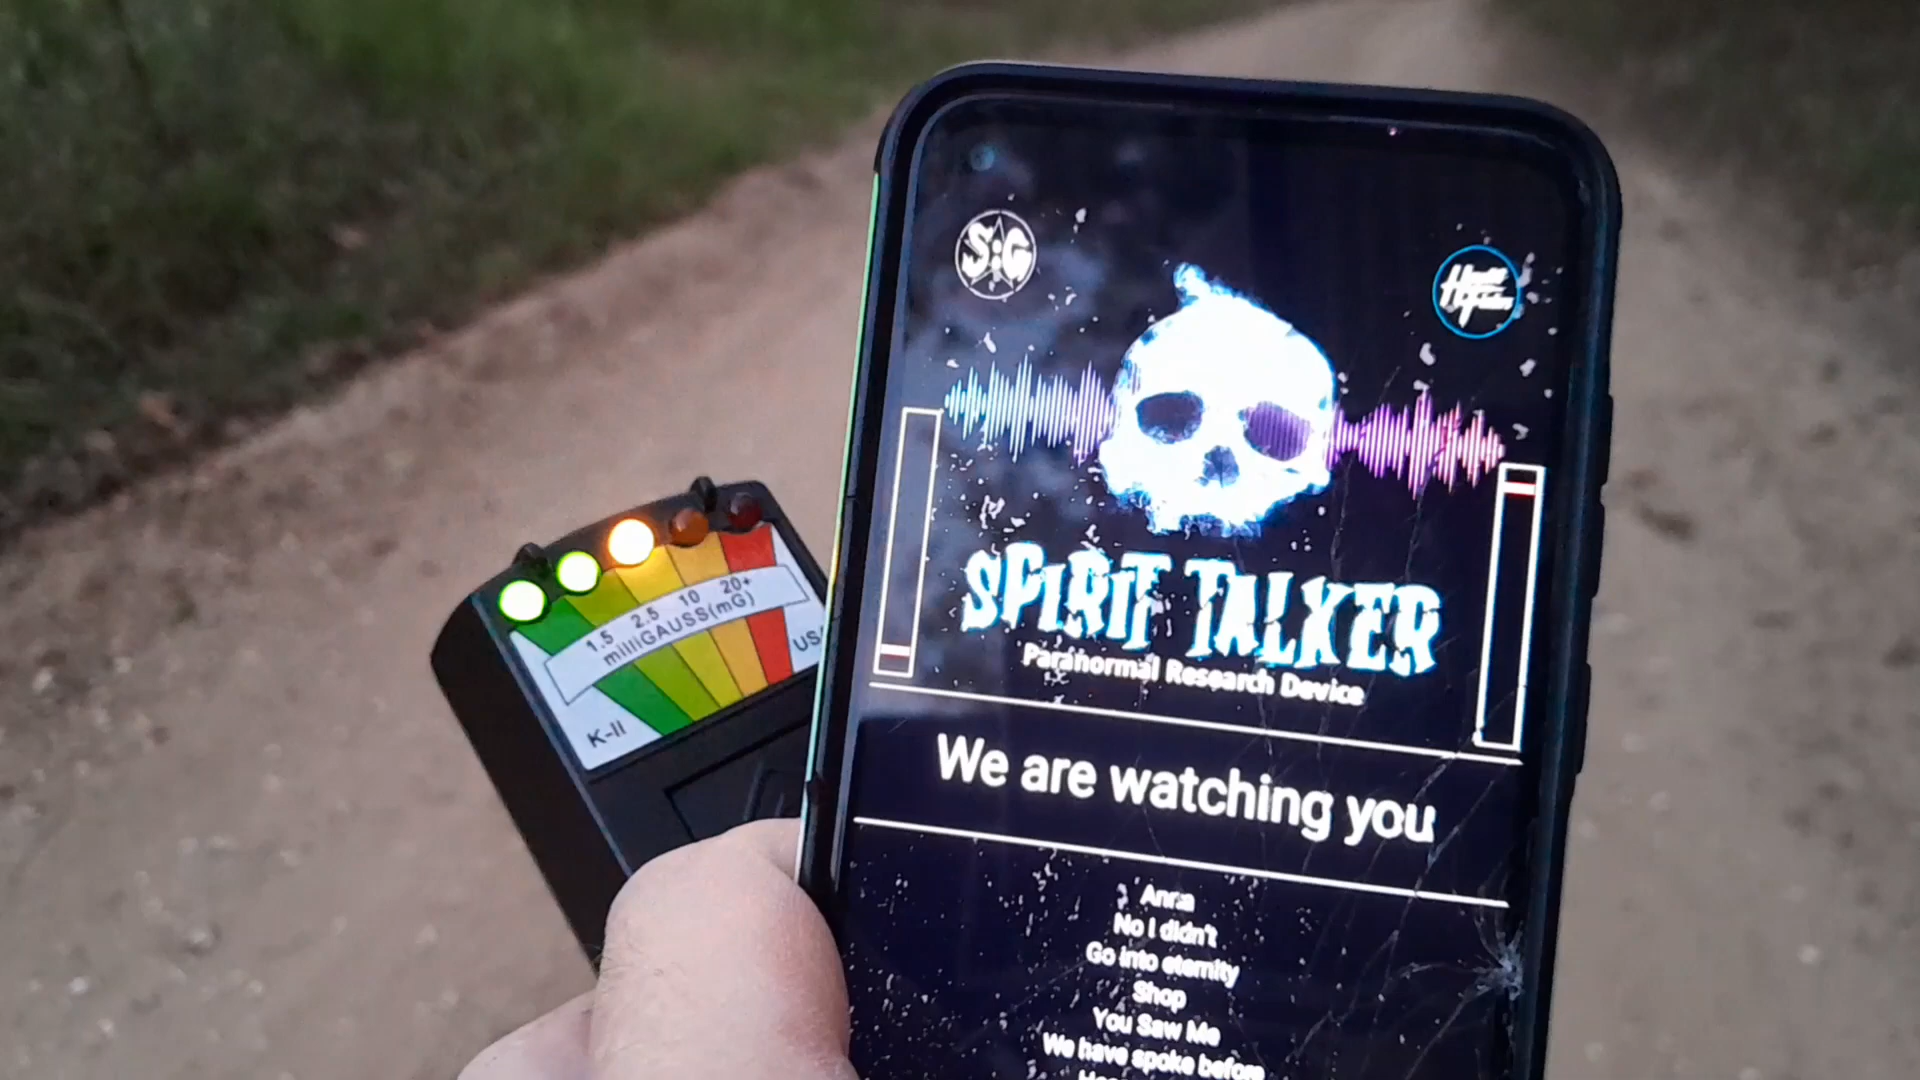 S:G
SPIRIT TALKER
Paranormal Research Device
We are watching you
Anna
No I didn't
Go into eternity
Shop
You Saw Me
We have spoke before
1.5 2.5 10 20+
milliGAUSS(mG)
K-II